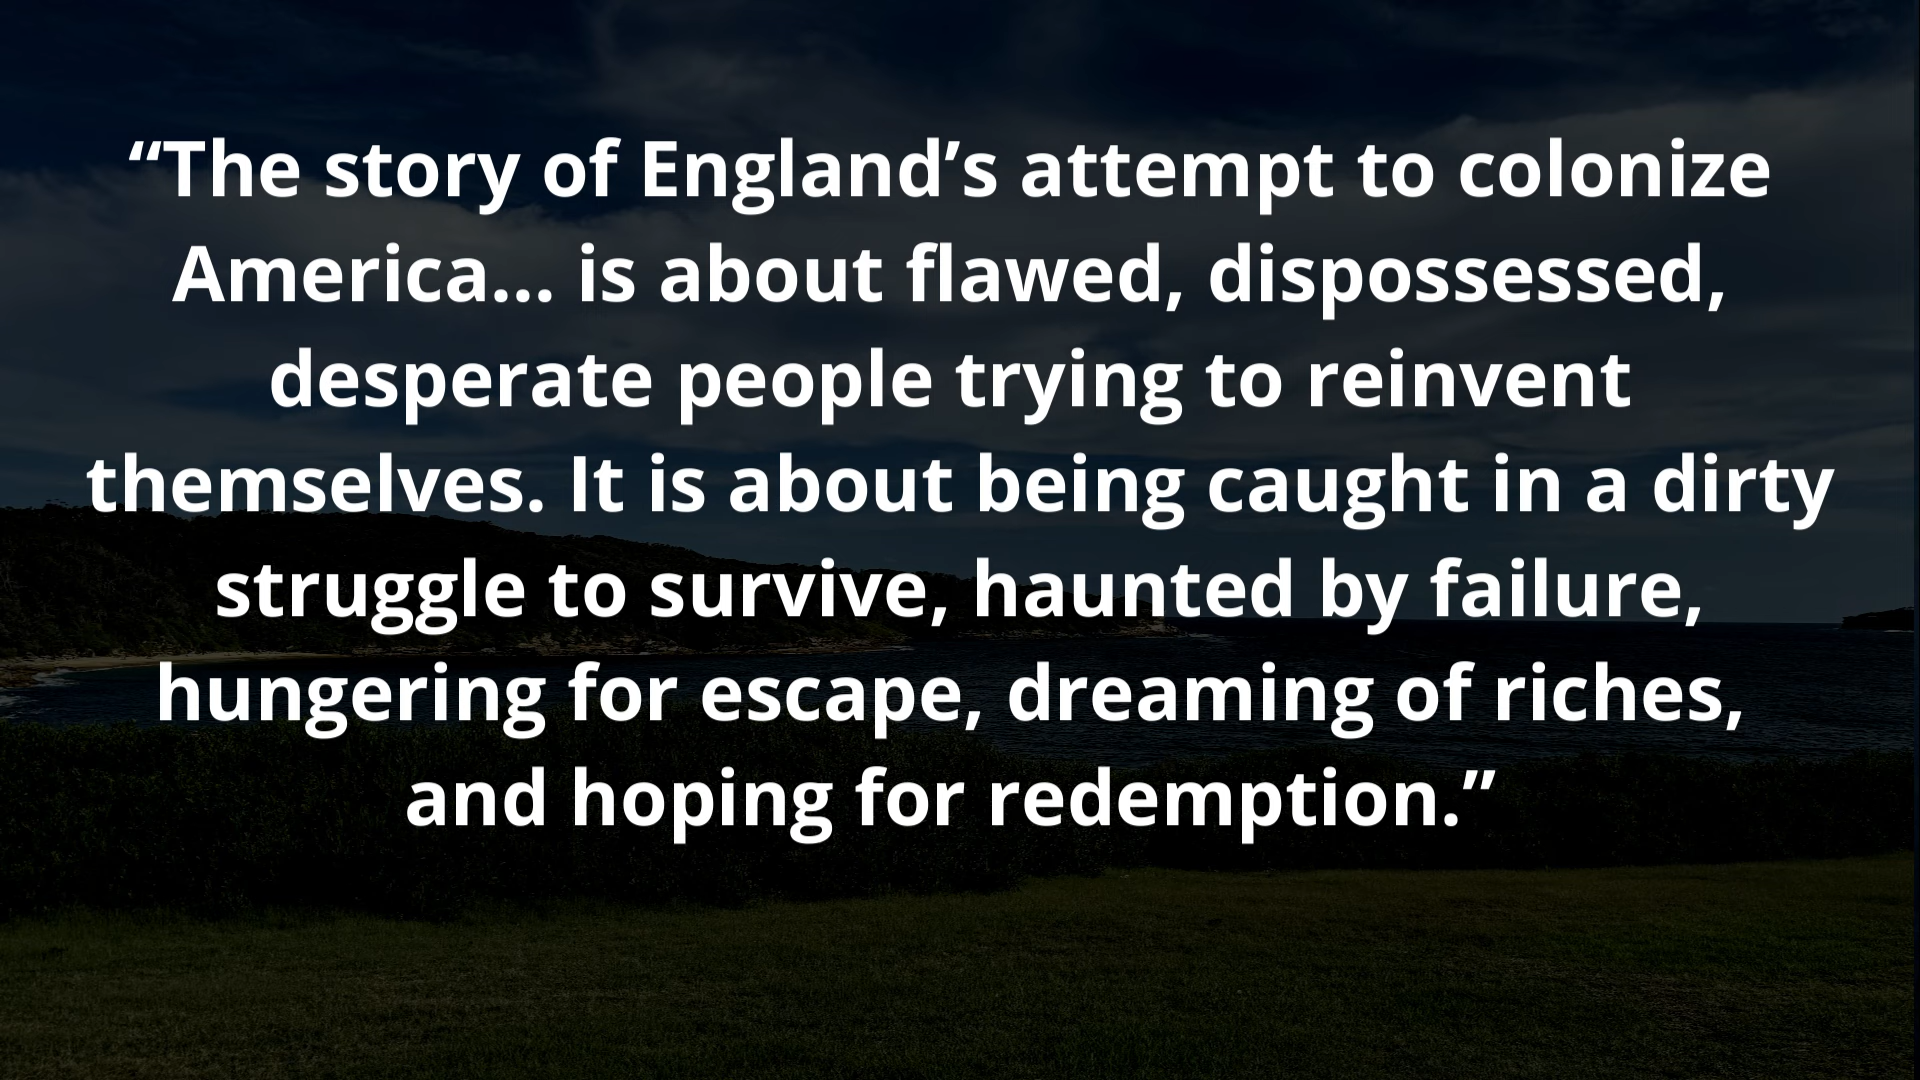 “The story of England’s attempt to colonize
America... is about flawed, dispossessed,
desperate people trying to reinvent
themselves. It is about being caught in a dirty
struggle to survive, haunted by failure,
hungering for escape, dreaming of riches,
and hoping for redemption.”